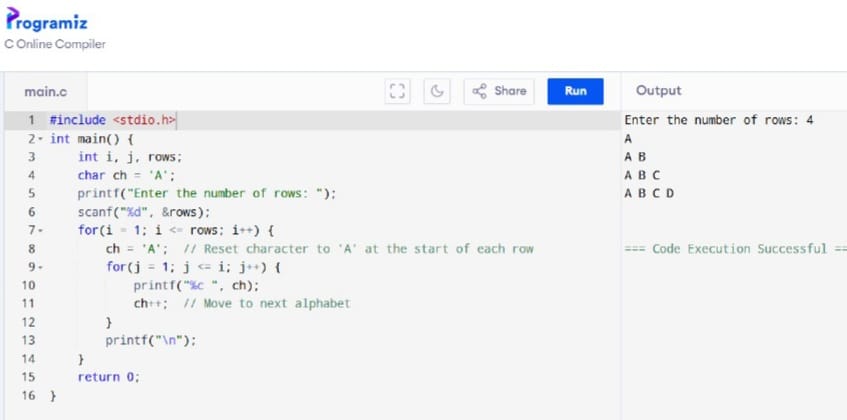 Programiz
C Online Compiler
main.c
Share
Run
Output
1 #include <stdio.h>
2 int main() {
3 int i, j, rows;
4 char ch = 'A';
5 printf("Enter the number of rows: ");
6 scanf("%d", &rows);
7 for(i = 1; i <= rows; i++) {
8 ch = 'A'; // Reset character to 'A' at the start of each row
9 for(j = 1; j <= i; j++) {
10 printf("%c ", ch);
11 ch++; // Move to next alphabet
12 }
13 printf("\n");
14 }
15 return 0;
16 }
Enter the number of rows: 4
A
A B
A B C
A B C D
=== Code Execution Successful ==